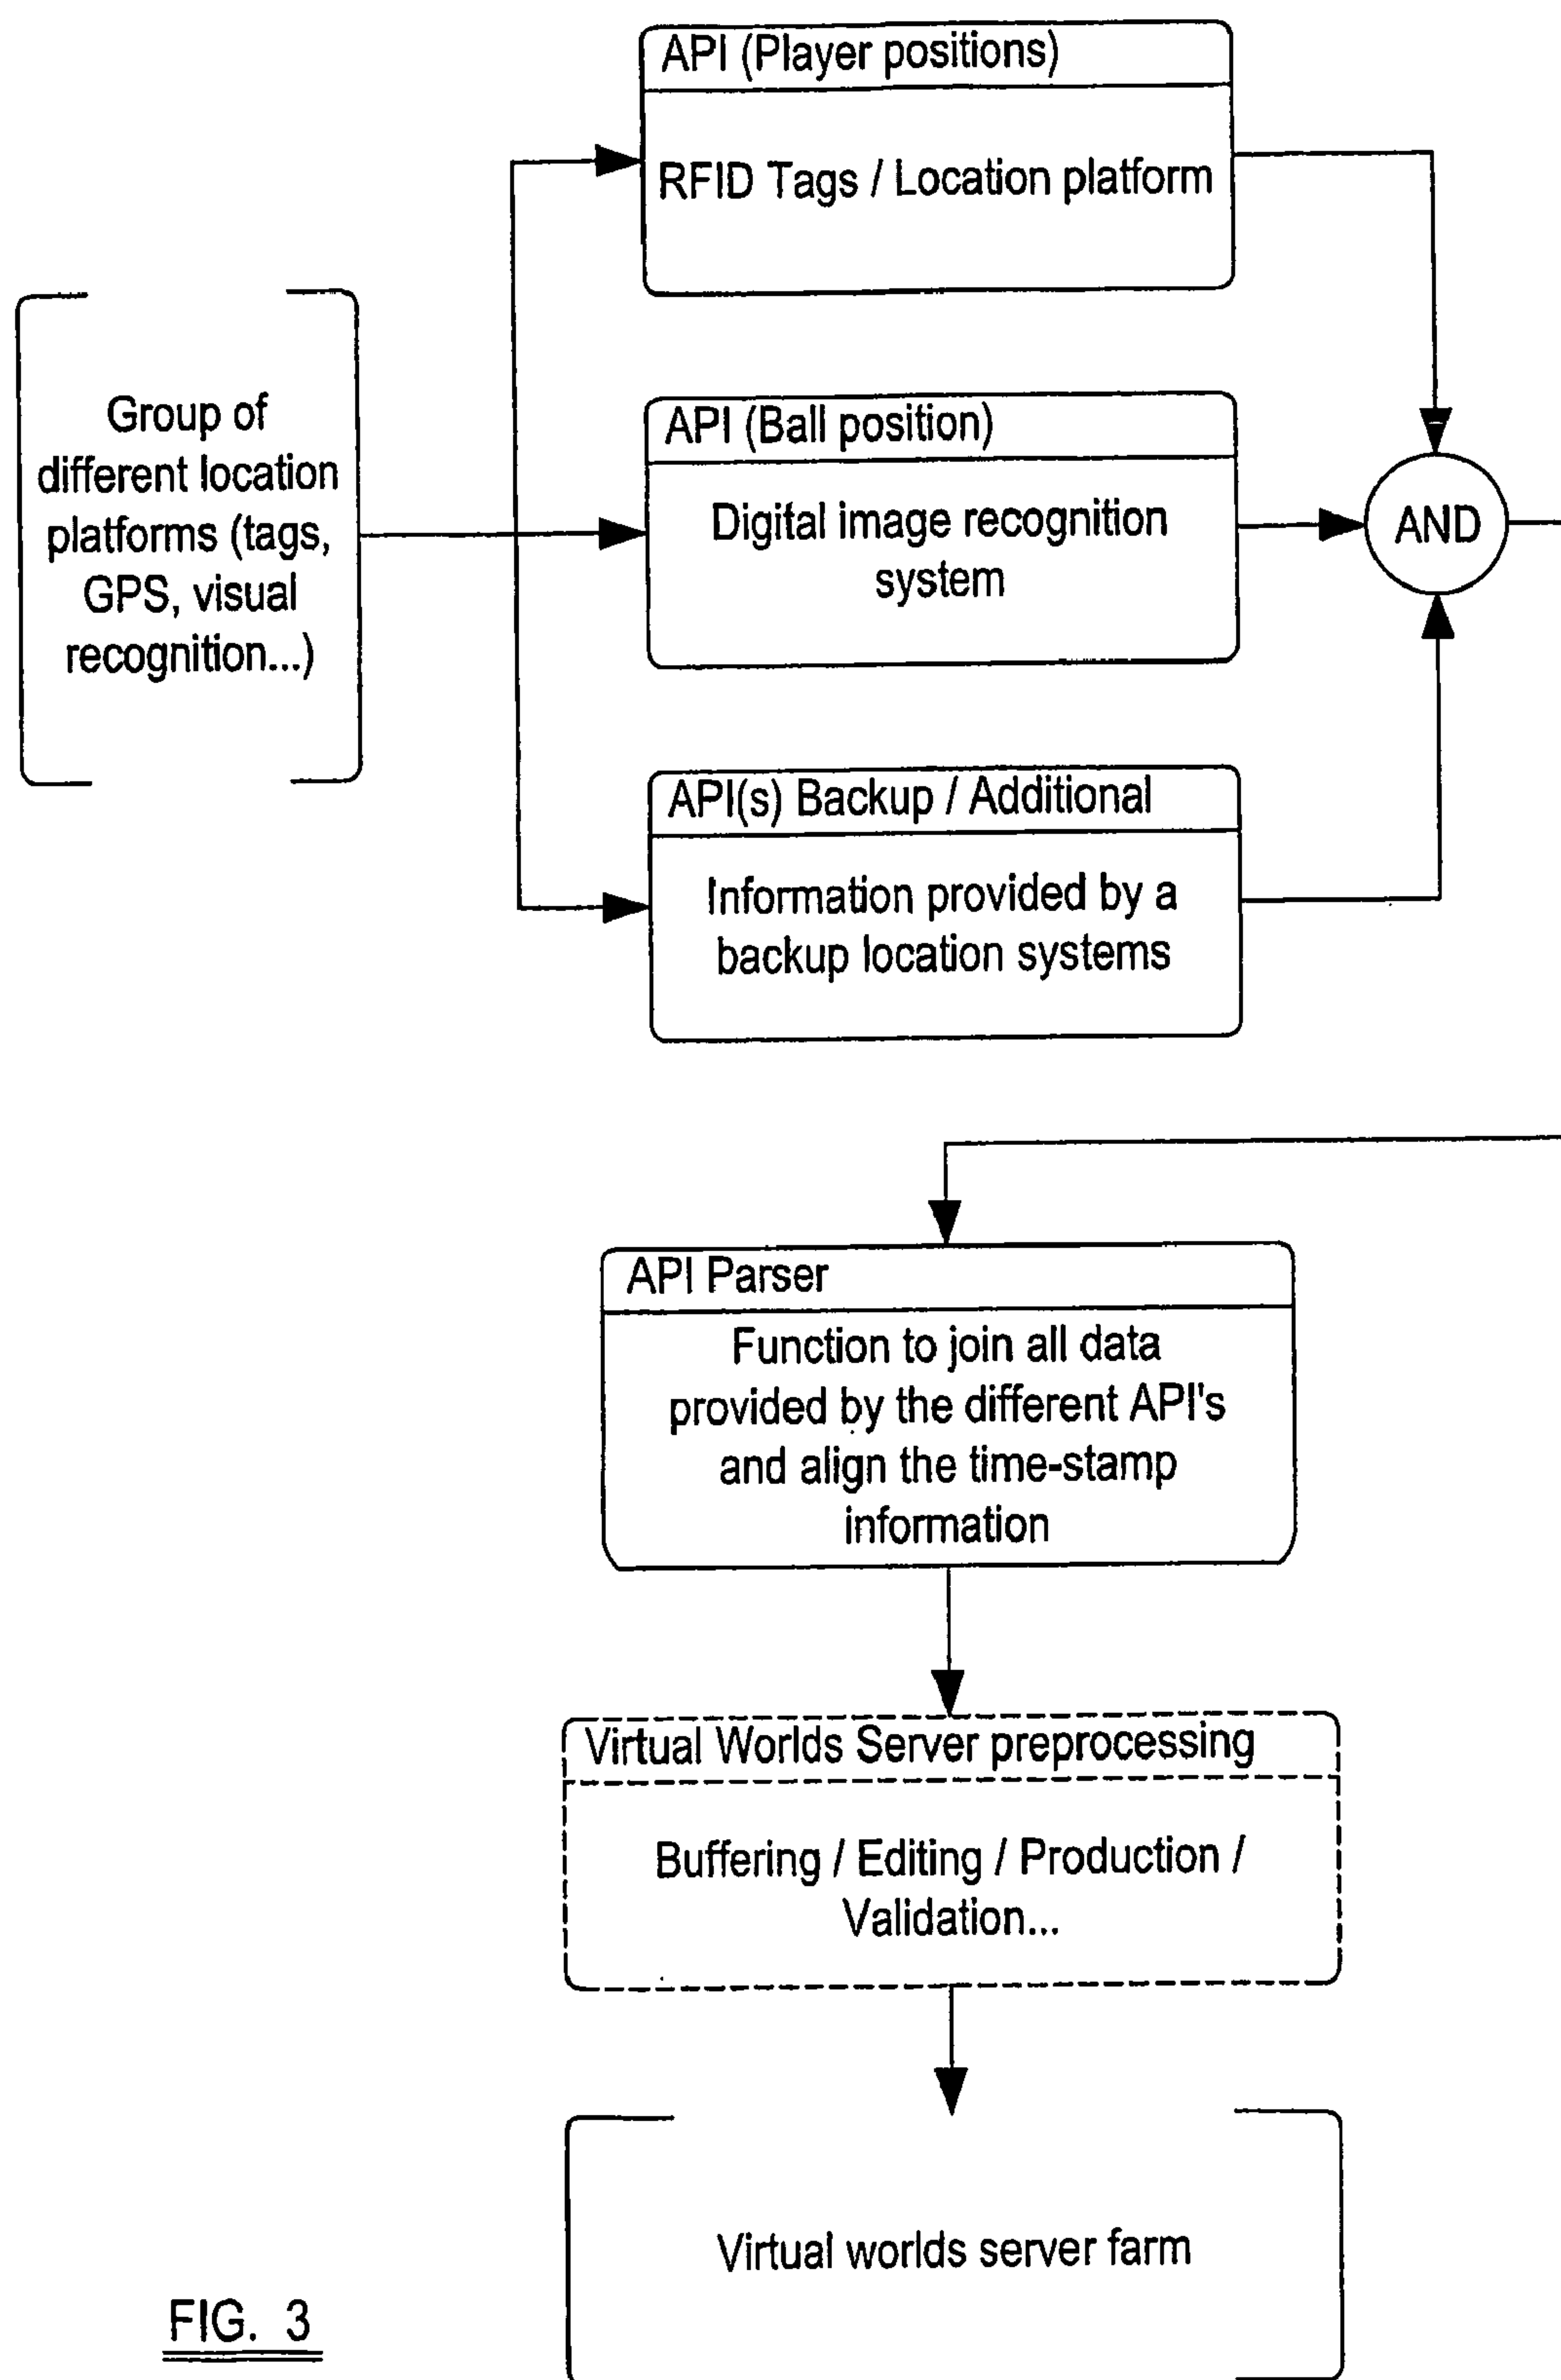 API (Player positions)
RFID Tags / Location platform
Group of
different location
platforms (tags,
GPS, visual
recognition...)
API (Ball position)
Digital image recognition
system
AND
API(s) Backup / Additional
Information provided by a
backup location systems
API Parser
Function to join all data
provided by the different API's
and align the time-stamp
information
Virtual Worlds Server preprocessing
Buffering / Editing / Production /
Validation...
Virtual worlds server farm
FIG. 3